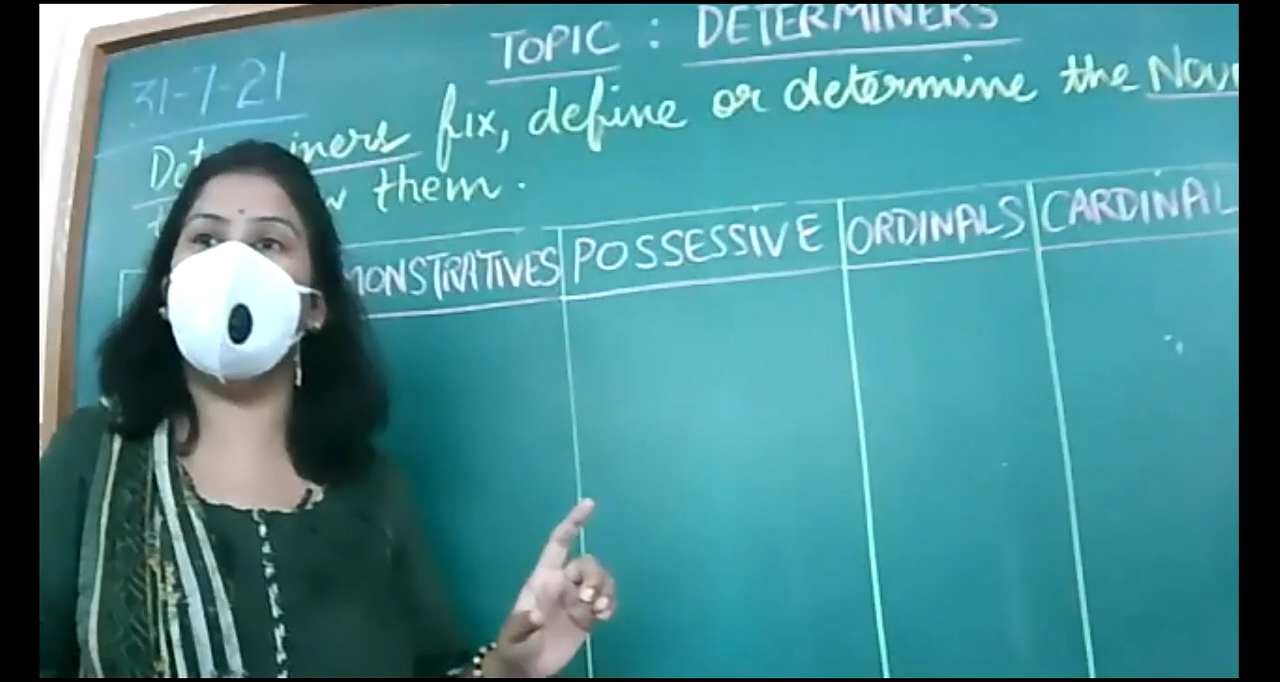 TOPIC : DETERMINERS
31-7-21
fix, define or determine the
them.
POSSESSIVE ORDINALS CARDINAL